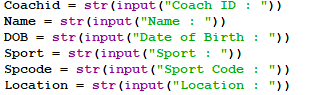 Coachid = str(input("Coach ID : "))
Name = str(input("Name : "))
DOB = str(input("Date of Birth : "))
Sport = str(input("Sport : "))
Spcode = str(input("Sport Code : "))
Location = str(input("Location : "))